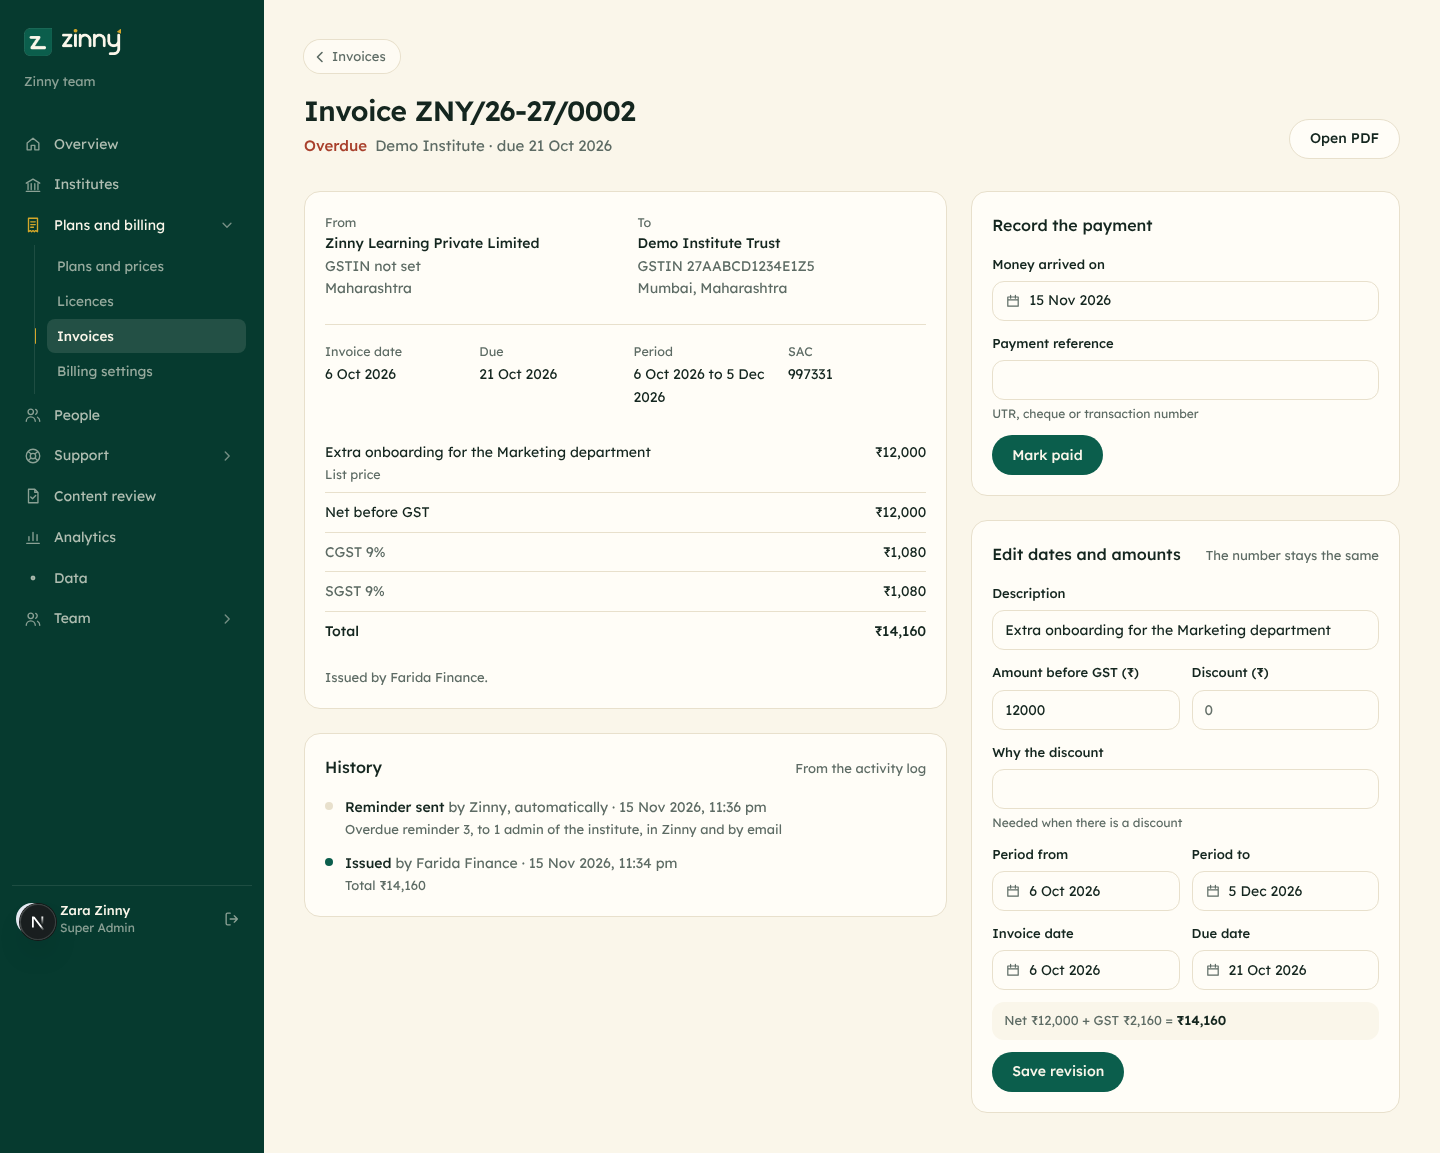 zinny
Zinny team
Overview
Institutes
Plans and billing
Plans and prices
Licences
Invoices
Billing settings
People
Support
Content review
Analytics
Data
Team
N
Zara Zinny
Super Admin
Invoices
Invoice ZNY/26-27/0002
Overdue Demo Institute · due 21 Oct 2026
Open PDF
From
Zinny Learning Private Limited
GSTIN not set
Maharashtra
To
Demo Institute Trust
GSTIN 27AABCD1234E1Z5
Mumbai, Maharashtra
Invoice date
6 Oct 2026
Due
21 Oct 2026
Period
6 Oct 2026 to 5 Dec
2026
SAC
997331
Extra onboarding for the Marketing department ₹12,000
List price
Net before GST ₹12,000
CGST 9% ₹1,080
SGST 9% ₹1,080
Total ₹14,160
Issued by Farida Finance.
History From the activity log
Reminder sent by Zinny, automatically · 15 Nov 2026, 11:36 pm
Overdue reminder 3, to 1 admin of the institute, in Zinny and by email
Issued by Farida Finance · 15 Nov 2026, 11:34 pm
Total ₹14,160
Record the payment
Money arrived on
15 Nov 2026
Payment reference
UTR, cheque or transaction number
Mark paid
Edit dates and amounts The number stays the same
Description
Extra onboarding for the Marketing department
Amount before GST (₹) Discount (₹)
12000 0
Why the discount
Needed when there is a discount
Period from Period to
6 Oct 2026 5 Dec 2026
Invoice date Due date
6 Oct 2026 21 Oct 2026
Net ₹12,000 + GST ₹2,160 = ₹14,160
Save revision